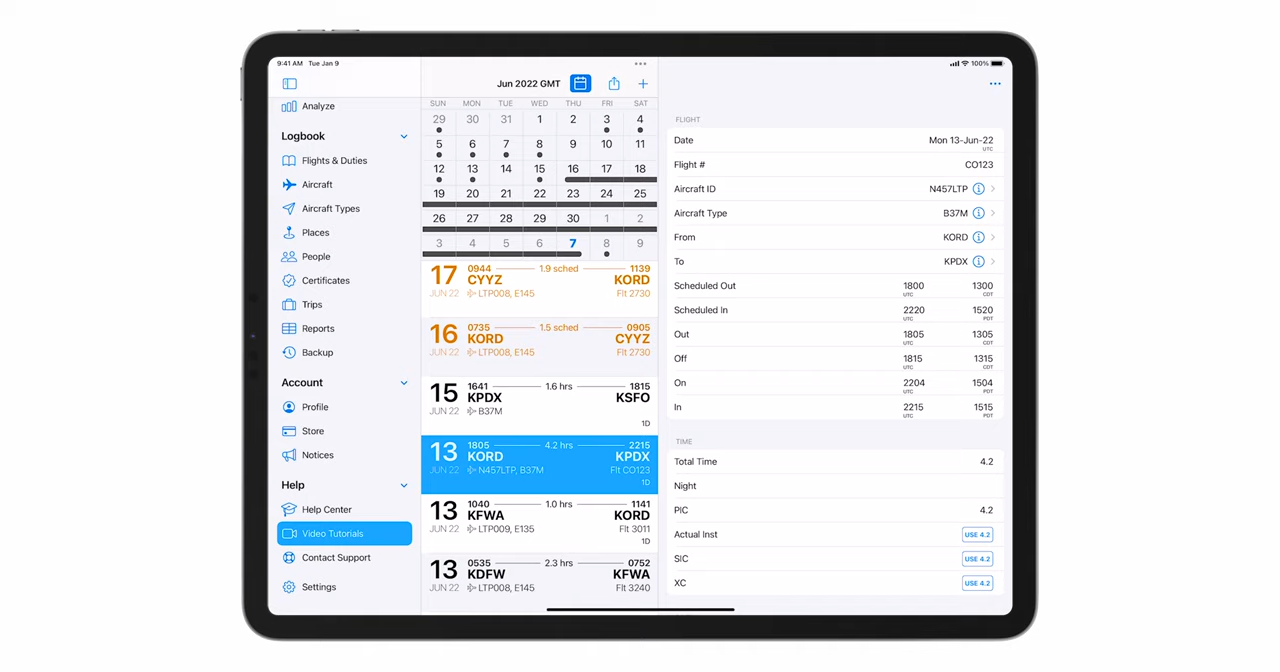 9:41 AM Tue Jan 9
100%
Analyze
Logbook
Flights & Duties
Aircraft
Aircraft Types
Places
People
Certificates
Trips
Reports
Backup
Account
Profile
Store
Notices
Help
Help Center
Video Tutorials
Contact Support
Settings
Jun 2022 GMT
SUN MON TUE WED THU FRI SAT
29 30 31 1 2 3 4
5 6 7 8 9 10 11
12 13 14 15 16 17 18
19 20 21 22 23 24 25
26 27 28 29 30 1 2
3 4 5 6 7 8 9
17 0944 1.9 sched 1139
CYYZ KORD
JUN 22 LTP008, E145 Flt 2730
16 0735 1.5 sched 0905
KORD CYYZ
JUN 22 LTP008, E145 Flt 2730
15 1641 1.6 hrs 1815
KPDX KSFO
JUN 22 B37M
1D
13 1805 4.2 hrs 2215
KORD KPDX
JUN 22 N457LTP, B37M Flt CO123
1D
13 1040 1.0 hrs 1141
KFWA KORD
JUN 22 LTP009, E135 Flt 3011
1D
13 0535 2.3 hrs 0752
KDFW KFWA
JUN 22 LTP008, E145 Flt 3240
FLIGHT
Date Mon 13-Jun-22
UTC
Flight # CO123
Aircraft ID N457LTP
Aircraft Type B37M
From KORD
To KPDX
Scheduled Out 1800 1300
UTC CDT
Scheduled In 2220 1520
UTC PDT
Out 1805 1305
UTC CDT
Off 1815 1315
UTC CDT
On 2204 1504
UTC PDT
In 2215 1515
UTC PDT
TIME
Total Time 4.2
Night
PIC 4.2
Actual Inst USE 4.2
SIC USE 4.2
XC USE 4.2